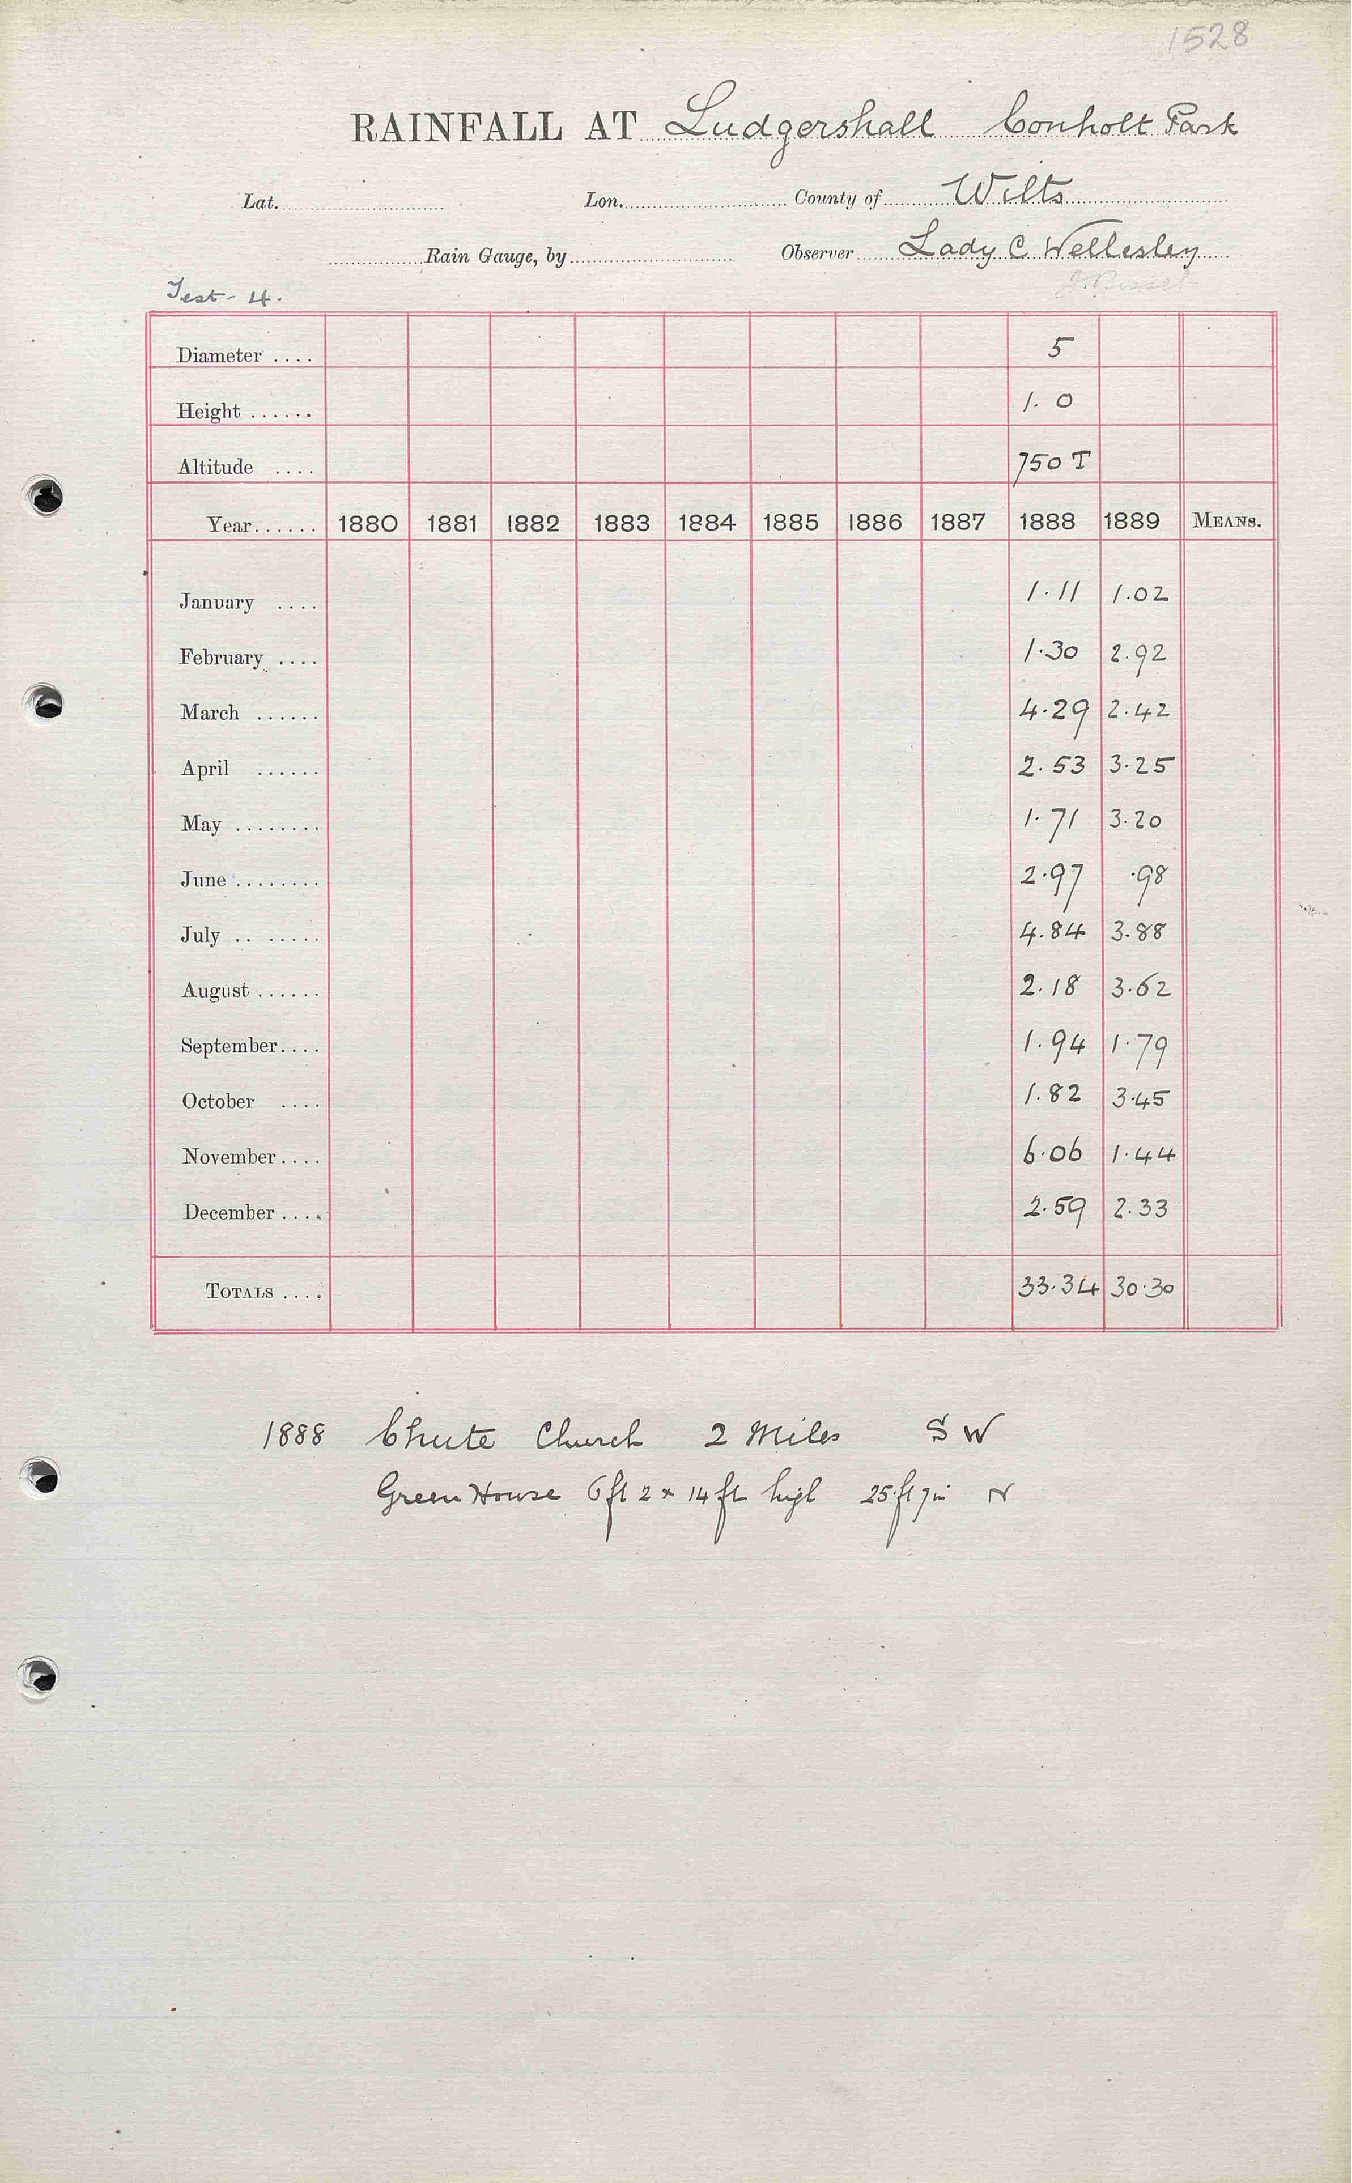 1528
RAINFALL AT Ludgershall Conholt Park
Lat. Lon. County of Wilts
Rain Gauge, by Observer Lady C. Wellesley
J. Bisset
Test - 4.
Diameter .... 5
Height ...... 1. 0
Altitude .... 750 T
Year...... 1880 1881 1882 1883 1884 1885 1886 1887 1888 1889 MEANS.
January .... 1.11 1.02
February .... 1.30 2.92
March ...... 4.29 2.42
April ...... 2.53 3.25
May ........ 1.71 3.20
June ........ 2.97 .98
July .. ..... 4.84 3.88
August ...... 2.18 3.62
September.... 1.94 1.79
October .... 1.82 3.45
November.... 6.06 1.44
December .... 2.59 2.33
TOTALS .... 33.34 30.30
1888 Chute Church 2 Miles S W
Green House 6 ft 2 × 14 ft high 25 ft 7 in N